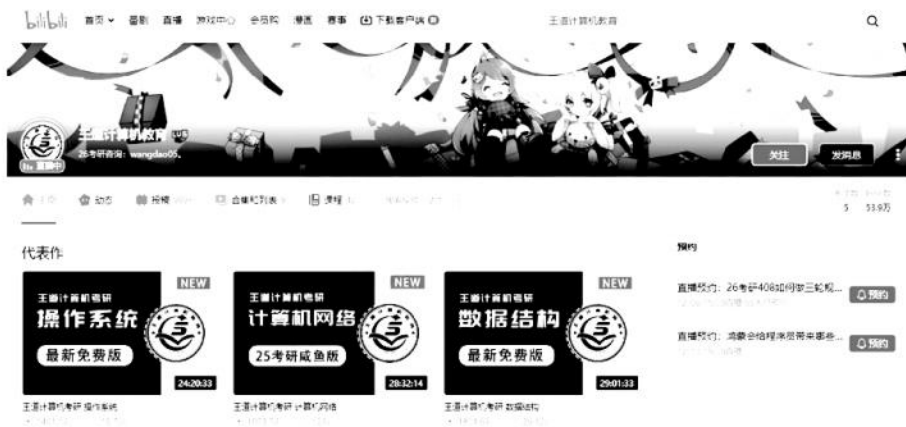 bilibili 首页 番剧 直播 游戏中心 会员购 漫画 赛事 下载客户端 王道计算机教育
王道计算机教育
26考研咨询：wangdao05。
直播中
关注 发消息
动态 投稿 合集和列表 课程
5 53.9万
代表作
预约
NEW
王道计算机考研
操作系统
最新免费版
24:20:33
王道计算机考研 操作系统
NEW
王道计算机考研
计算机网络
25考研咸鱼版
28:32:14
王道计算机考研 计算机网络
NEW
王道计算机考研
数据结构
最新免费版
29:01:33
王道计算机考研 数据结构
直播预约：26考研408如何做三轮规...
预约
直播预约：鸿蒙会给程序员带来哪些...
预约